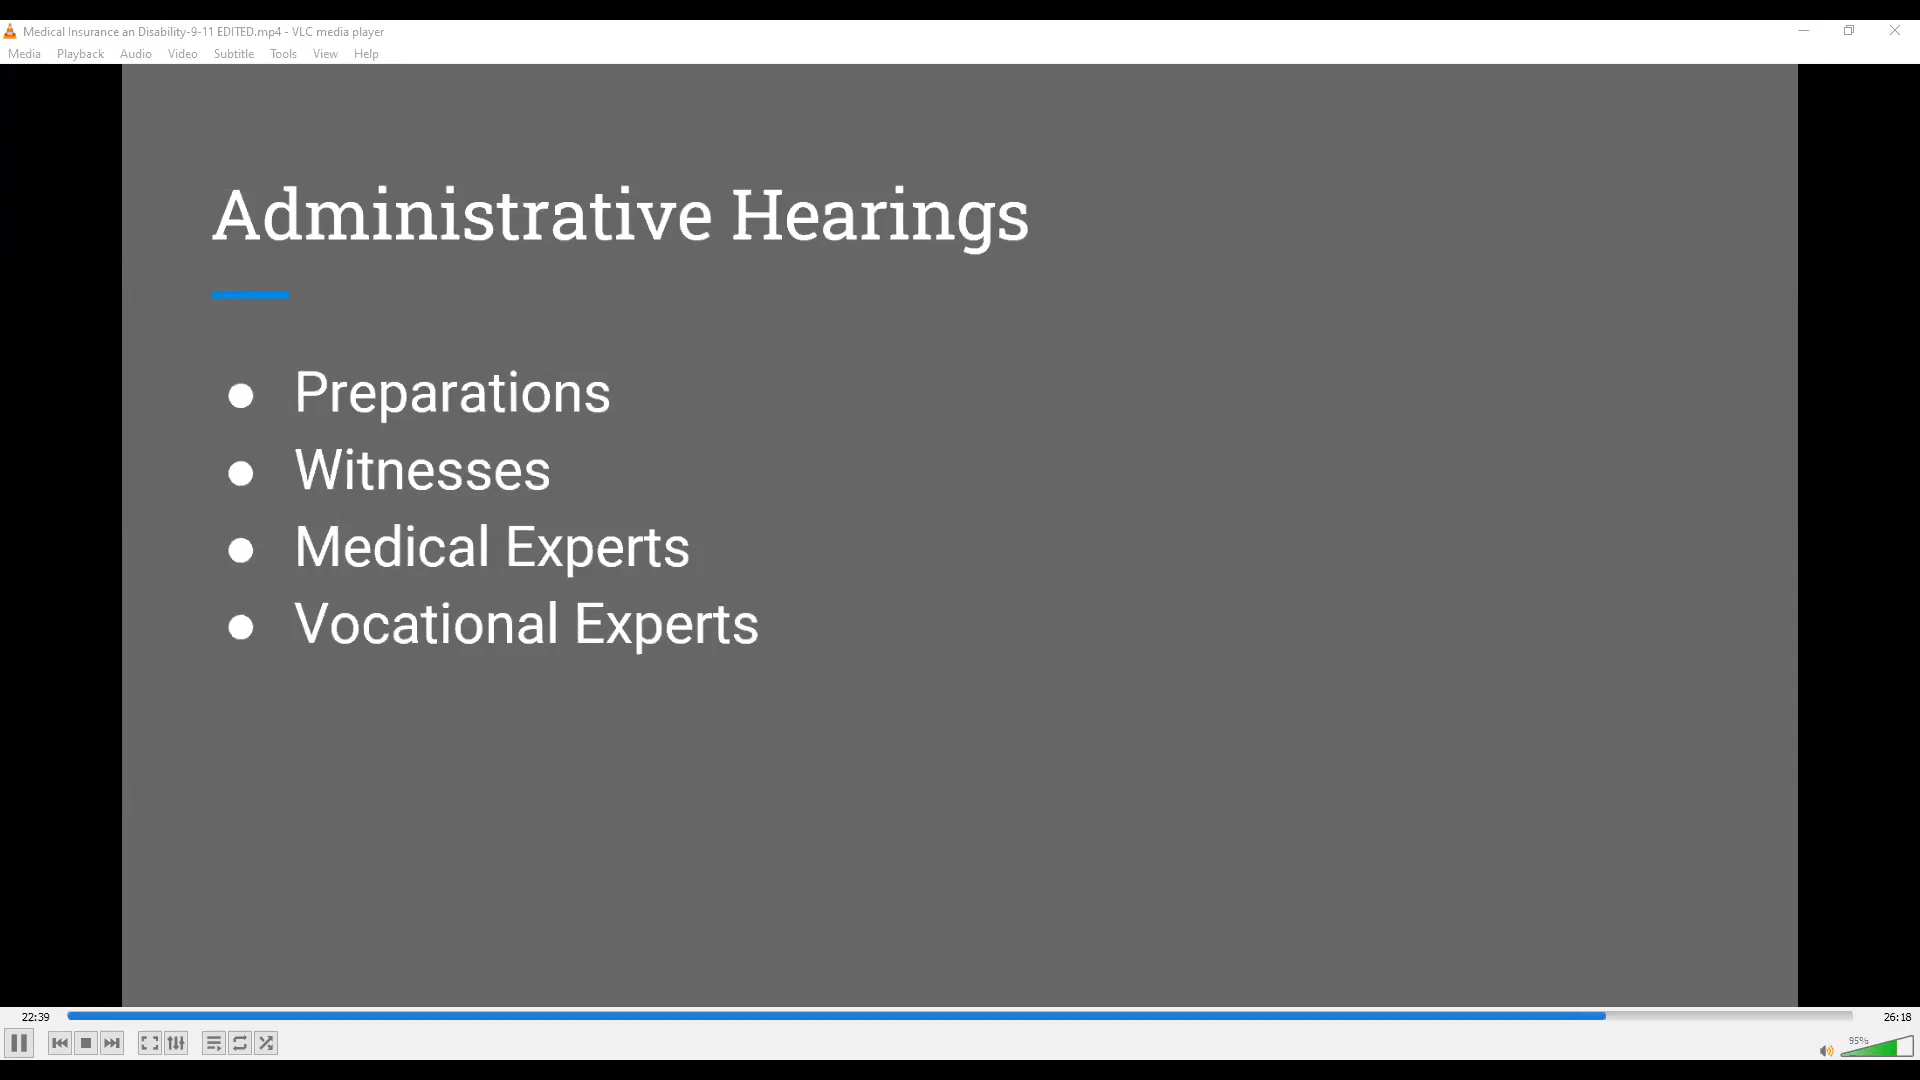 Medical Insurance an Disability-9-11 EDITED.mp4 - VLC media player
Media Playback Audio Video Subtitle Tools View Help
Administrative Hearings
● Preparations
● Witnesses
● Medical Experts
● Vocational Experts
22:39
26:18
95%